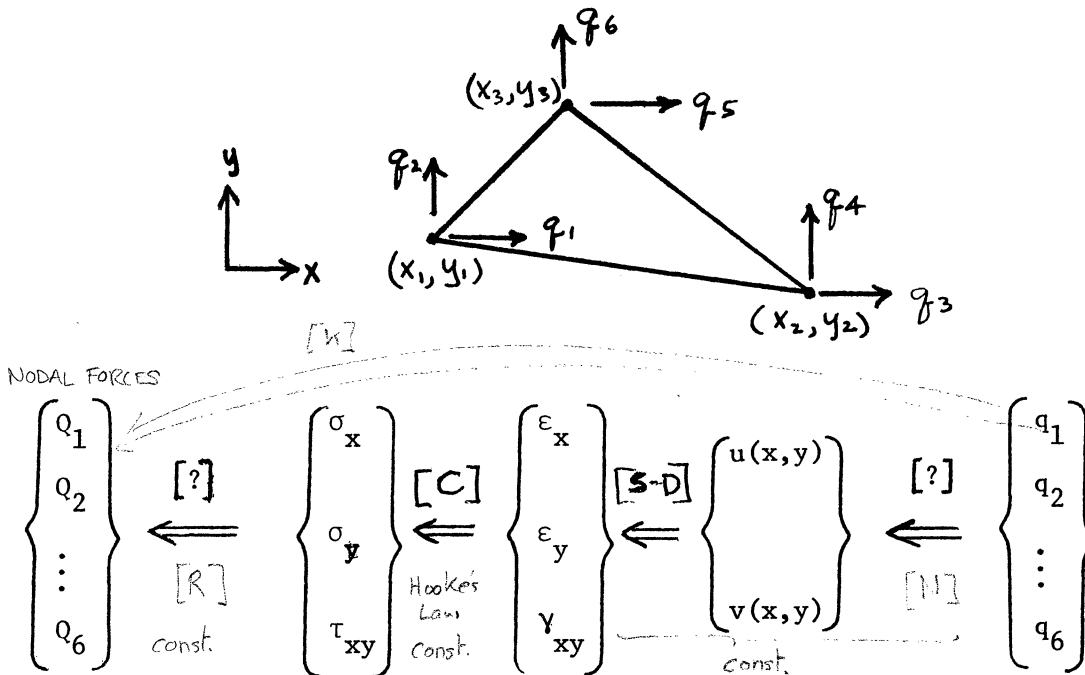 q6
(x3, y3)
q5
q2
y
q4
q1
(x1, y1)
x
q3
(x2, y2)
[K]
NODAL FORCES
Q1
σx
εx
u(x,y)
q1
[?]
[C]
[S-D]
[?]
Q2
σy
εy
q2
[R]
Hooke's
Law
[N]
Q6
const.
τxy
const.
γxy
v(x,y)
q6
const.